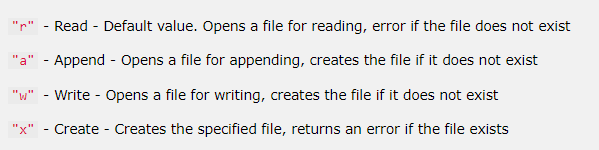 "r" - Read - Default value. Opens a file for reading, error if the file does not exist
"a" - Append - Opens a file for appending, creates the file if it does not exist
"w" - Write - Opens a file for writing, creates the file if it does not exist
"x" - Create - Creates the specified file, returns an error if the file exists